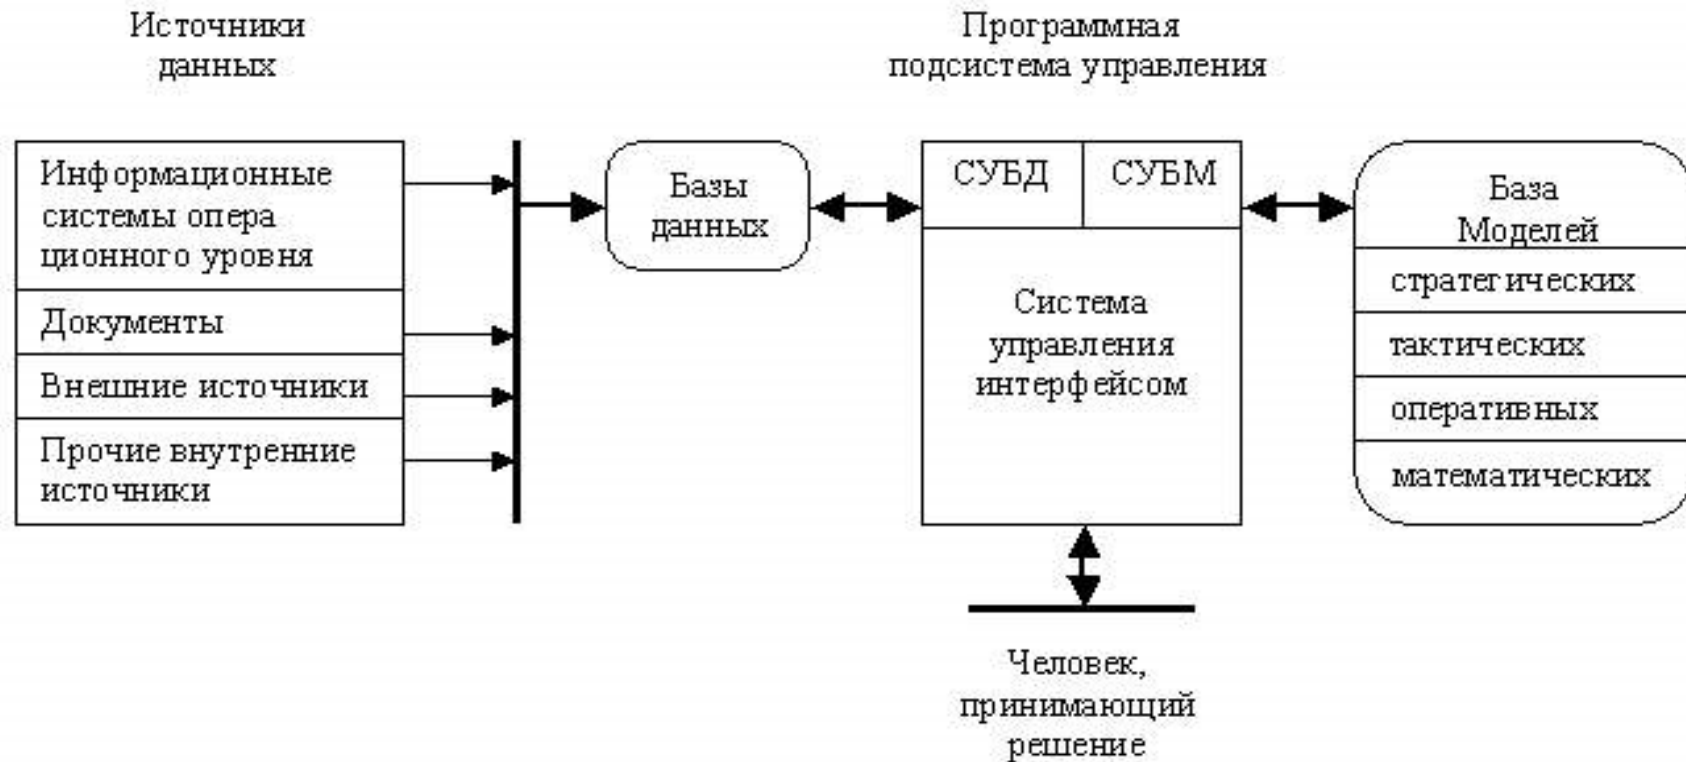 Источники
данных
Программная
подсистема управления
Информационные
системы опера
ционного уровня
Документы
Внешние источники
Прочие внутренние
источники
Базы
данных
СУБД
СУБМ
Система
управления
интерфейсом
База
Моделей
стратегических
тактических
оперативных
математических
Человек,
принимающий
решение